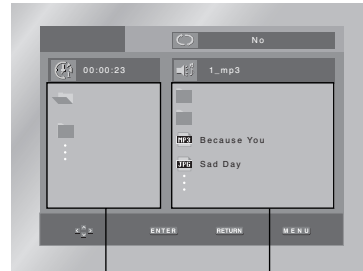 No
00:00:23
1_mp3
MP3 Because You
JPG Sad Day
ENTER RETURN MENU